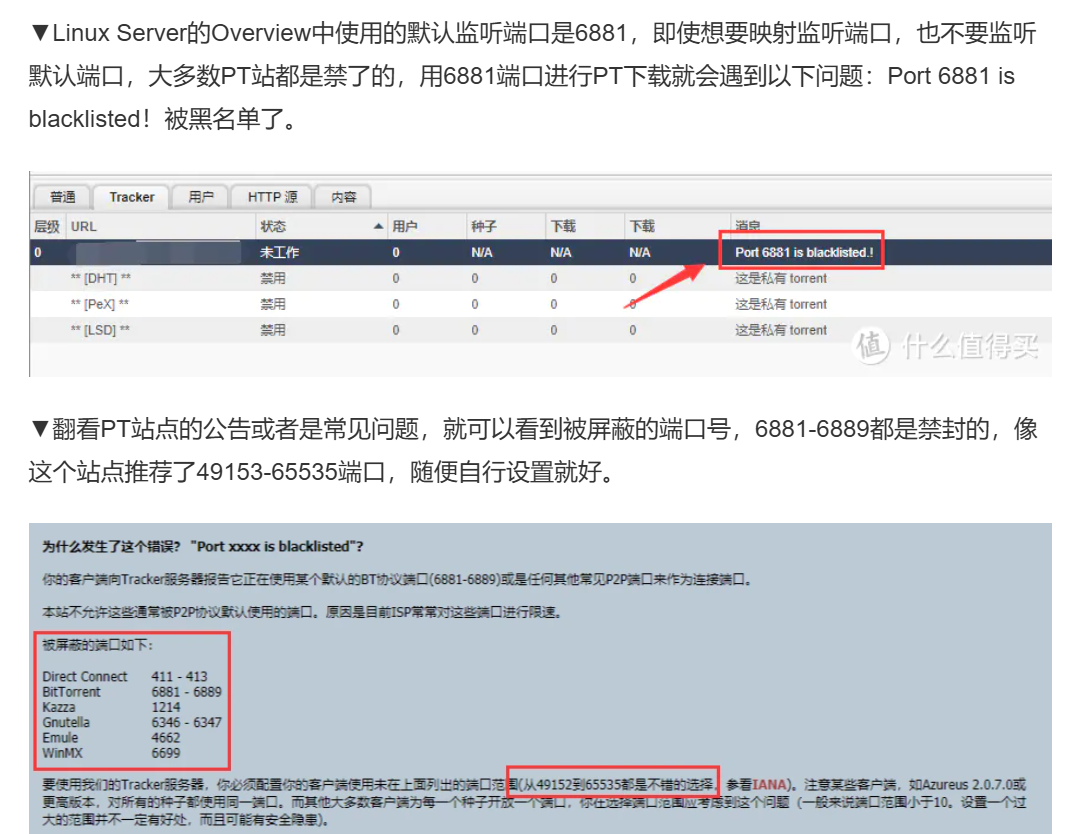 ▼Linux Server的Overview中使用的默认监听端口是6881，即使想要映射监听端口，也不要监听
默认端口，大多数PT站都是禁了的，用6881端口进行PT下载就会遇到以下问题：Port 6881 is
blacklisted！被黑名单了。
普通 Tracker 用户 HTTP 源 内容
层级 URL 状态 用户 种子 下载 下载 消息
0 未工作 0 N/A N/A N/A Port 6881 is blacklisted.!
** [DHT] ** 禁用 0 0 0 0 这是私有 torrent
** [PeX] ** 禁用 0 0 0 0 这是私有 torrent
** [LSD] ** 禁用 0 0 0 0 这是私有 torrent
值 什么值得买
▼翻看PT站点的公告或者是常见问题，就可以看到被屏蔽的端口号，6881-6889都是禁封的，像
这个站点推荐了49153-65535端口，随便自行设置就好。
为什么发生了这个错误? "Port xxxx is blacklisted"?
你的客户端向Tracker服务器报告它正在使用某个默认的BT协议端口(6881-6889)或是任何其他常见P2P端口来作为连接端口。
本站不允许这些通常被P2P协议默认使用的端口。原因是目前ISP常常对这些端口进行限速。
被屏蔽的端口如下:
Direct Connect 411 - 413
BitTorrent 6881 - 6889
Kazza 1214
Gnutella 6346 - 6347
Emule 4662
WinMX 6699
要使用我们的Tracker服务器，你必须配置你的客户端使用未在上面列出的端口范围(从49152到65535都是不错的选择，参看IANA)。注意某些客户端，如Azureus 2.0.7.0或
更高版本，对所有的种子都使用同一端口。而其他大多数客户端为每一个种子开放一个端口，你在选择端口范围应考虑到这个问题（一般来说端口范围小于10。设置一个过
大的范围并不一定有好处，而且可能有安全隐患)。